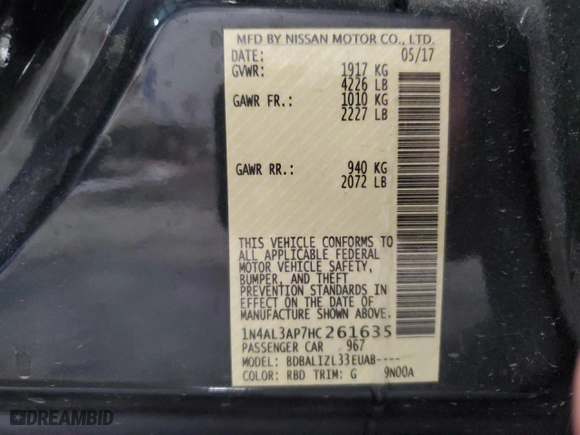 MFD BY NISSAN MOTOR CO., LTD.
DATE: 05/17
GVWR: 1917 KG
4226 LB
GAWR FR.: 1010 KG
2227 LB
GAWR RR.: 940 KG
2072 LB
THIS VEHICLE CONFORMS TO
ALL APPLICABLE FEDERAL
MOTOR VEHICLE SAFETY,
BUMPER, AND THEFT
PREVENTION STANDARDS IN
EFFECT ON THE DATE OF
MANUFACTURE SHOWN ABOVE.
1N4AL3AP7HC261635
PASSENGER CAR 967
MODEL: BDBALIZL33EUAB----
COLOR: RBD TRIM: G 9N00A
DREAMBID